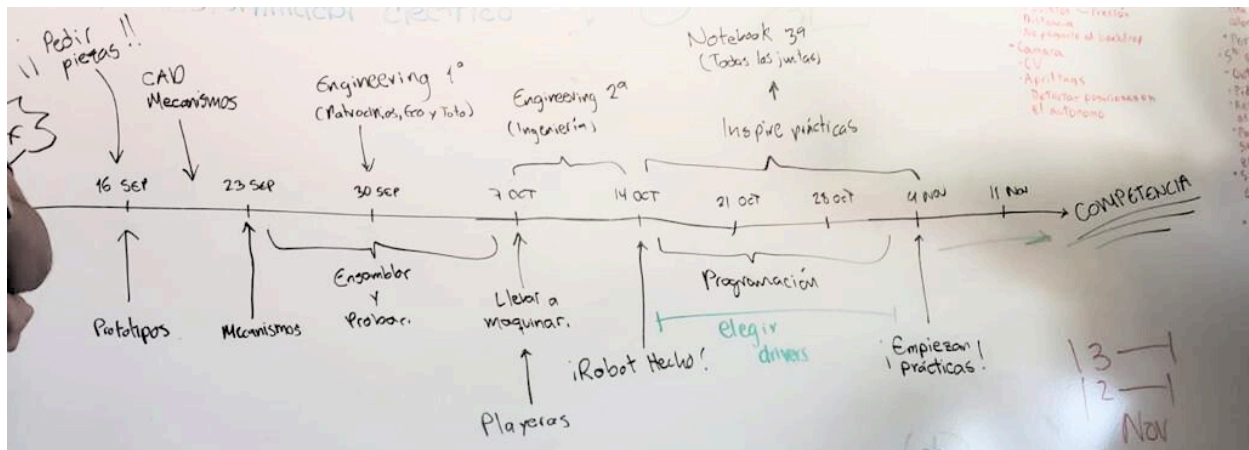 ¡¡ Pedir
piezas!!
CAD
Mecanismos
Engineering 1°
(Patrocinios, Eco y Toto)
Engineering 2ª
(Ingeniería)
Notebook 3ª
(Todas las juntas)
Inspire prácticas
16 SEP
23 SEP
30 SEP
7 OCT
14 OCT
21 OCT
28 OCT
4 NOV
11 NOV
COMPETENCIA
Prototipos
Mecanismos
Ensamblar
y
Probar.
Llevar a
maquinar.
Playeras
¡Robot Hecho!
Programación
elegir
drivers
¡Empiezan
prácticas!
13
12
Nov
Distancia
• Cámara
• CV
• Apriltags
Detectar posiciones en
el autónomo